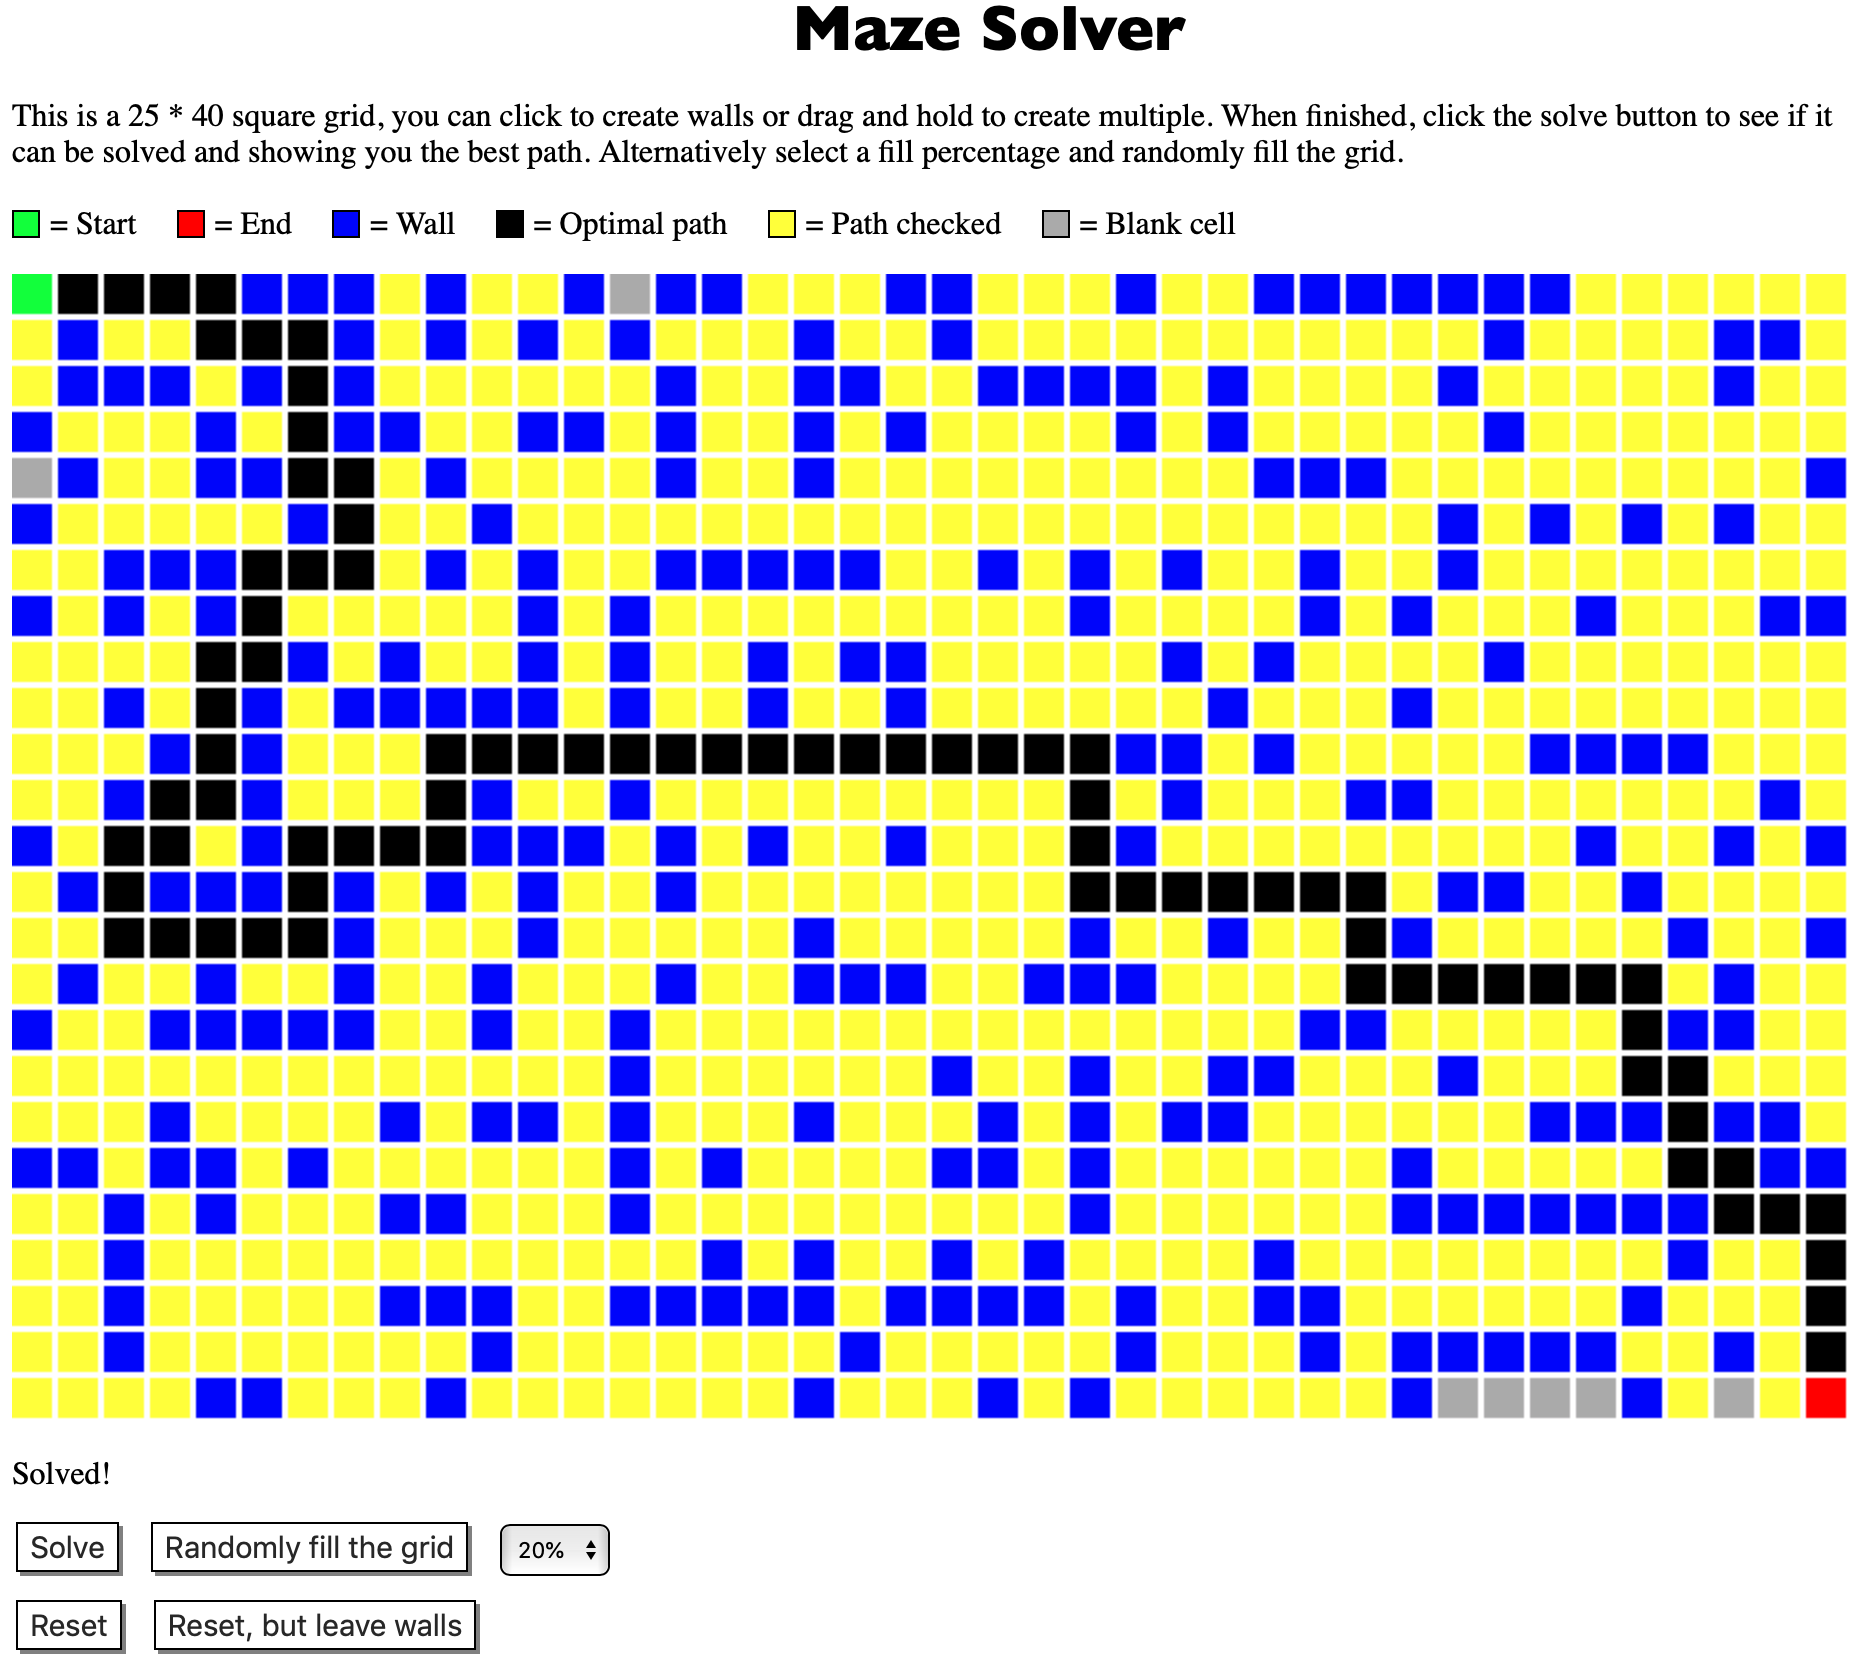 Maze Solver
This is a 25 * 40 square grid, you can click to create walls or drag and hold to create multiple. When finished, click the solve button to see if it
can be solved and showing you the best path. Alternatively select a fill percentage and randomly fill the grid.
= Start = End = Wall = Optimal path = Path checked = Blank cell
Solved!
Solve Randomly fill the grid 20%
Reset Reset, but leave walls